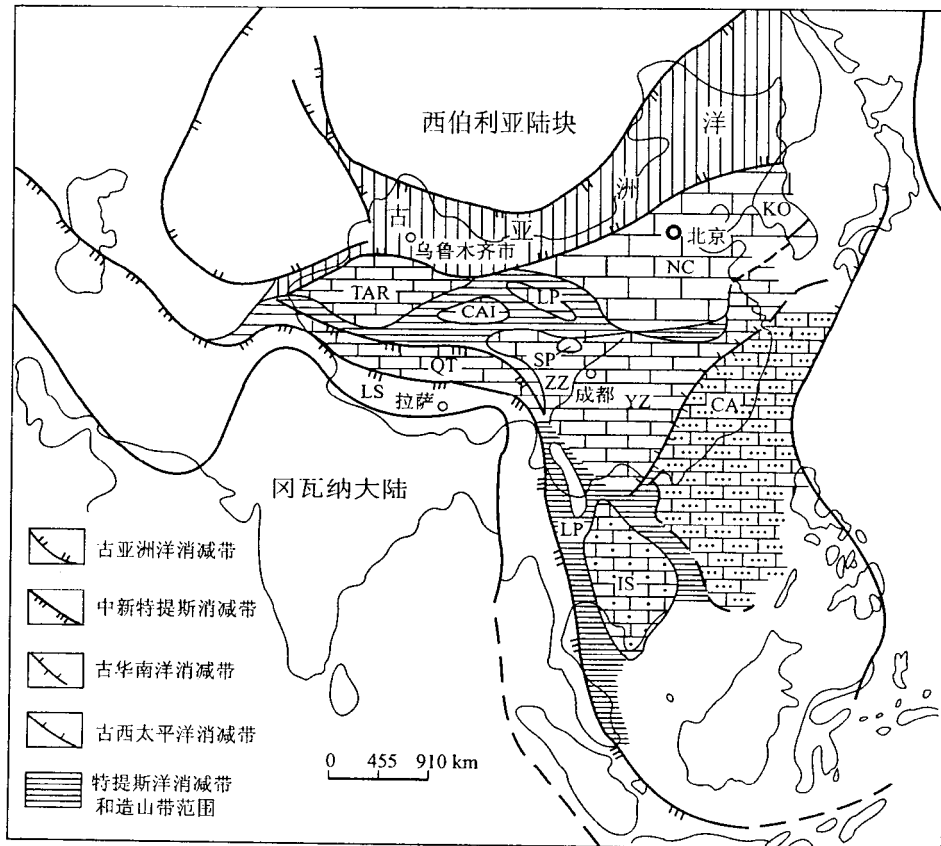 西伯利亚陆块
洋
洲
亚
古
乌鲁木齐市
北京
KO
NC
TAR
CAI
LP
SP
QT
ZZ
成都
YZ
CA
LS
拉萨
冈瓦纳大陆
LP
IS
古亚洲洋消减带
中新特提斯消减带
古华南洋消减带
古西太平洋消减带
特提斯洋消减带
和造山带范围
0 455 910 km